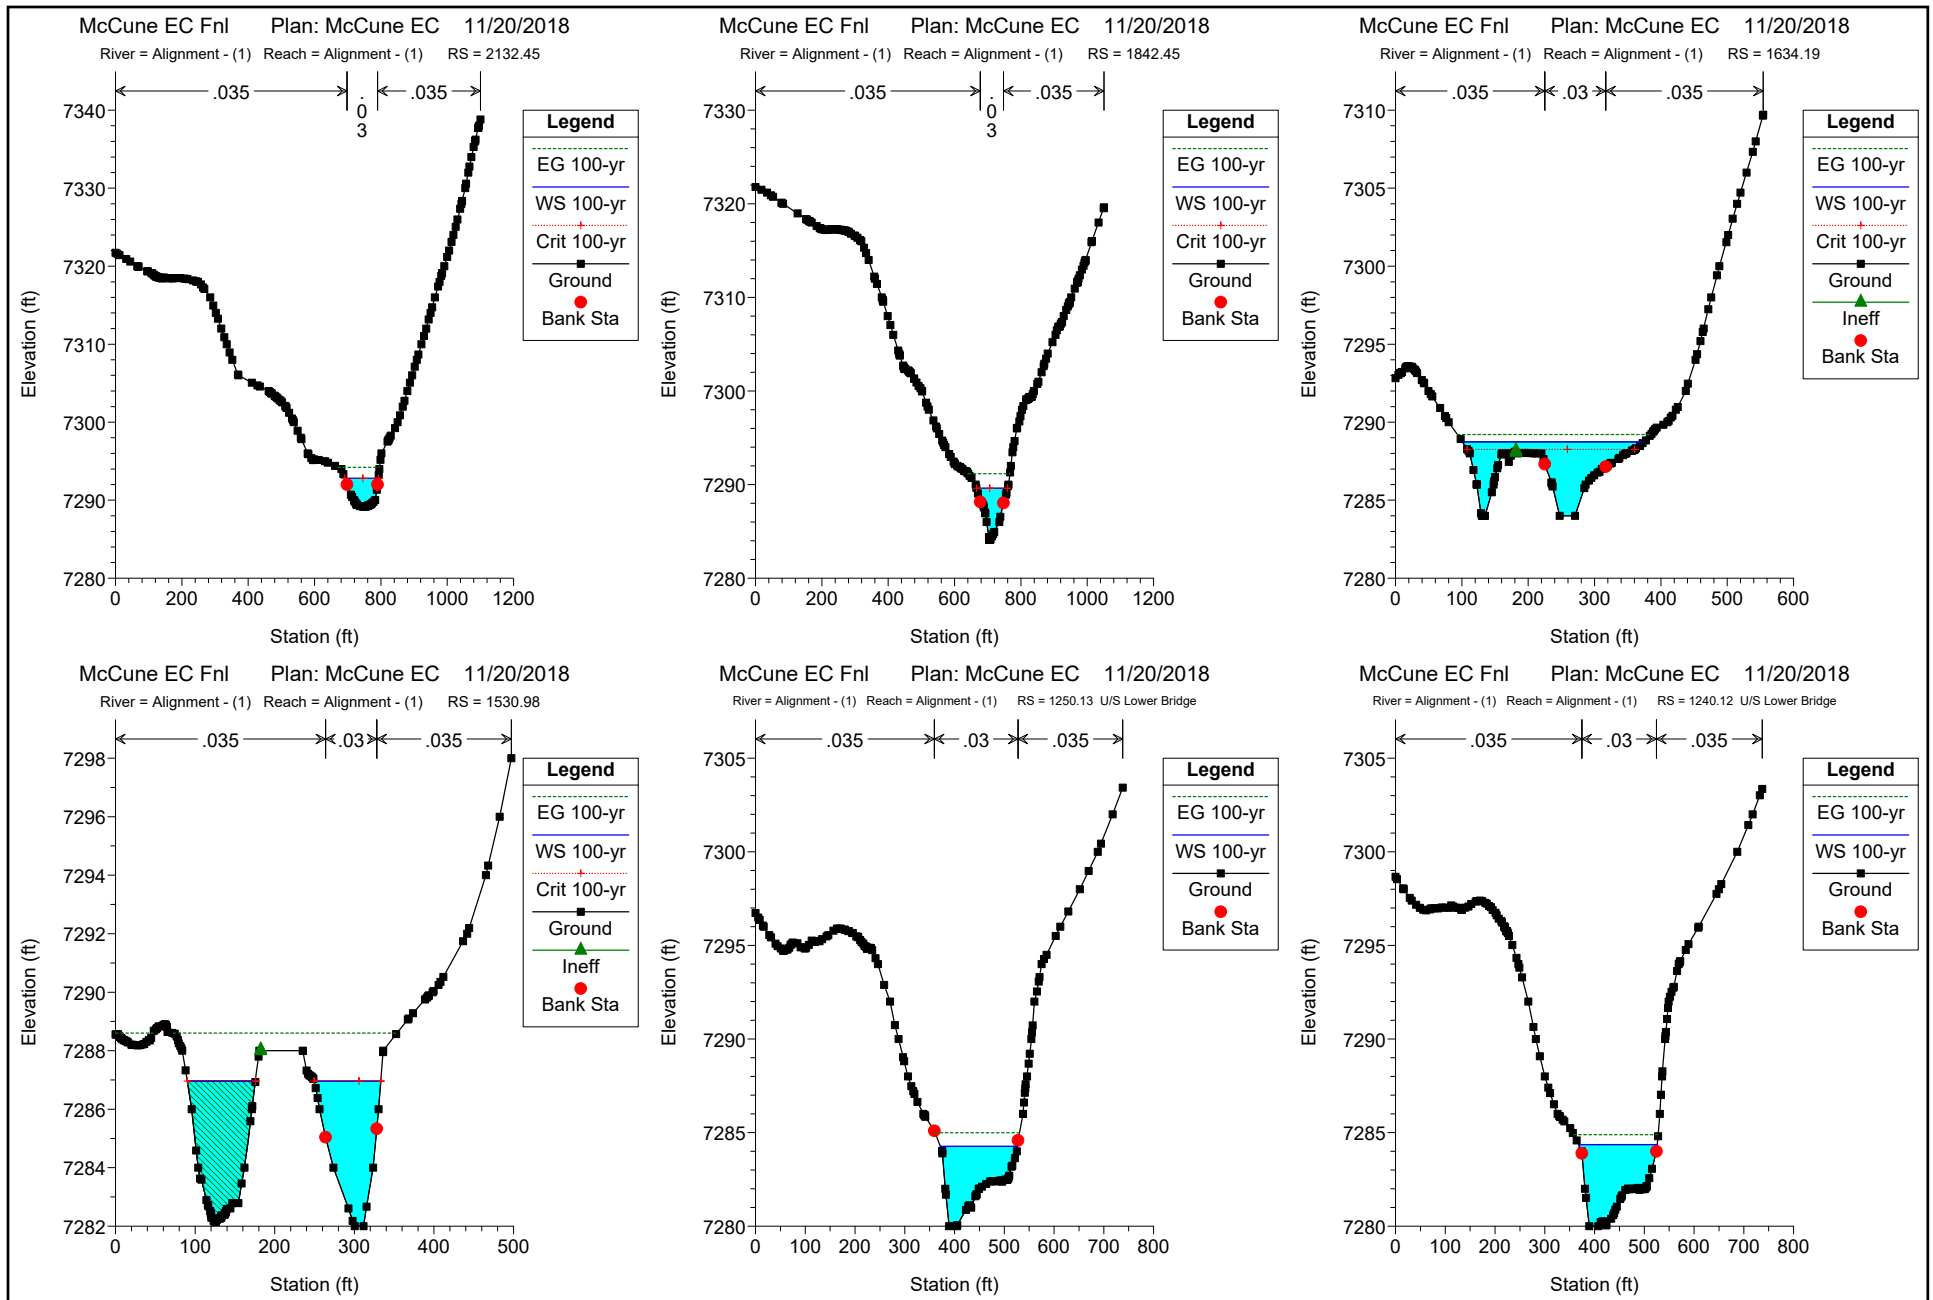 McCune EC Fnl Plan: McCune EC 11/20/2018
River = Alignment - (1) Reach = Alignment - (1) RS = 2132.45
.035 .03 .035
Legend
EG 100-yr
WS 100-yr
Crit 100-yr
Ground
Bank Sta
7340
7330
7320
7310
7300
7290
7280
Elevation (ft)
0 200 400 600 800 1000 1200
Station (ft)
McCune EC Fnl Plan: McCune EC 11/20/2018
River = Alignment - (1) Reach = Alignment - (1) RS = 1842.45
.035 .03 .035
Legend
EG 100-yr
WS 100-yr
Crit 100-yr
Ground
Bank Sta
7330
7320
7310
7300
7290
7280
Elevation (ft)
0 200 400 600 800 1000 1200
Station (ft)
McCune EC Fnl Plan: McCune EC 11/20/2018
River = Alignment - (1) Reach = Alignment - (1) RS = 1634.19
.035 .03 .035
Legend
EG 100-yr
WS 100-yr
Crit 100-yr
Ground
Ineff
Bank Sta
7310
7305
7300
7295
7290
7285
7280
Elevation (ft)
0 100 200 300 400 500 600
Station (ft)
McCune EC Fnl Plan: McCune EC 11/20/2018
River = Alignment - (1) Reach = Alignment - (1) RS = 1530.98
.035 .03 .035
Legend
EG 100-yr
WS 100-yr
Crit 100-yr
Ground
Ineff
Bank Sta
7298
7296
7294
7292
7290
7288
7286
7284
7282
Elevation (ft)
0 100 200 300 400 500
Station (ft)
McCune EC Fnl Plan: McCune EC 11/20/2018
River = Alignment - (1) Reach = Alignment - (1) RS = 1250.13 U/S Lower Bridge
.035 .03 .035
Legend
EG 100-yr
WS 100-yr
Ground
Bank Sta
7305
7300
7295
7290
7285
7280
Elevation (ft)
0 100 200 300 400 500 600 700 800
Station (ft)
McCune EC Fnl Plan: McCune EC 11/20/2018
River = Alignment - (1) Reach = Alignment - (1) RS = 1240.12 U/S Lower Bridge
.035 .03 .035
Legend
EG 100-yr
WS 100-yr
Ground
Bank Sta
7305
7300
7295
7290
7285
7280
Elevation (ft)
0 100 200 300 400 500 600 700 800
Station (ft)